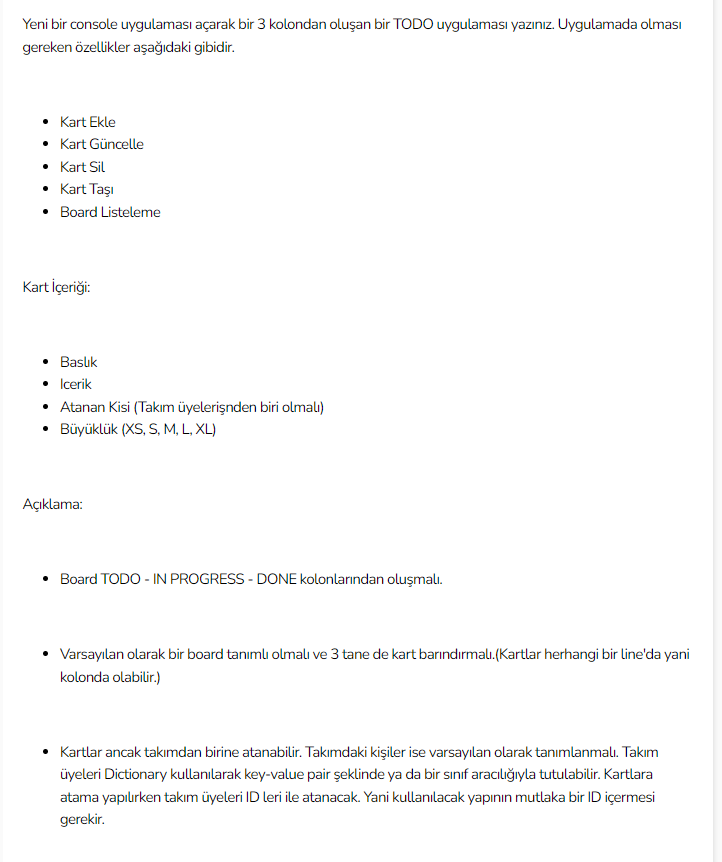 Yeni bir console uygulaması açarak bir 3 kolondan oluşan bir TODO uygulaması yazınız. Uygulamada olması
gereken özellikler aşağıdaki gibidir.
• Kart Ekle
• Kart Güncelle
• Kart Sil
• Kart Taşı
• Board Listeleme
Kart İçeriği:
• Baslık
• Icerik
• Atanan Kisi (Takım üyelerişnden biri olmalı)
• Büyüklük (XS, S, M, L, XL)
Açıklama:
• Board TODO - IN PROGRESS - DONE kolonlarından oluşmalı.
• Varsayılan olarak bir board tanımlı olmalı ve 3 tane de kart barındırmalı.(Kartlar herhangi bir line'da yani
kolonda olabilir.)
• Kartlar ancak takımdan birine atanabilir. Takımdaki kişiler ise varsayılan olarak tanımlanmalı. Takım
üyeleri Dictionary kullanılarak key-value pair şeklinde ya da bir sınıf aracılığıyla tutulabilir. Kartlara
atama yapılırken takım üyeleri ID leri ile atanacak. Yani kullanılacak yapının mutlaka bir ID içermesi
gerekir.